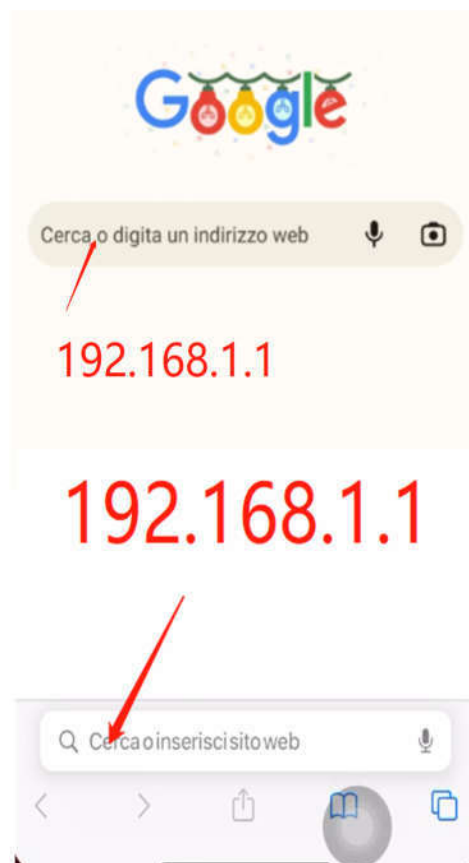 Google
Cerca o digita un indirizzo web
192.168.1.1
192.168.1.1
Cerca o inserisci sito web